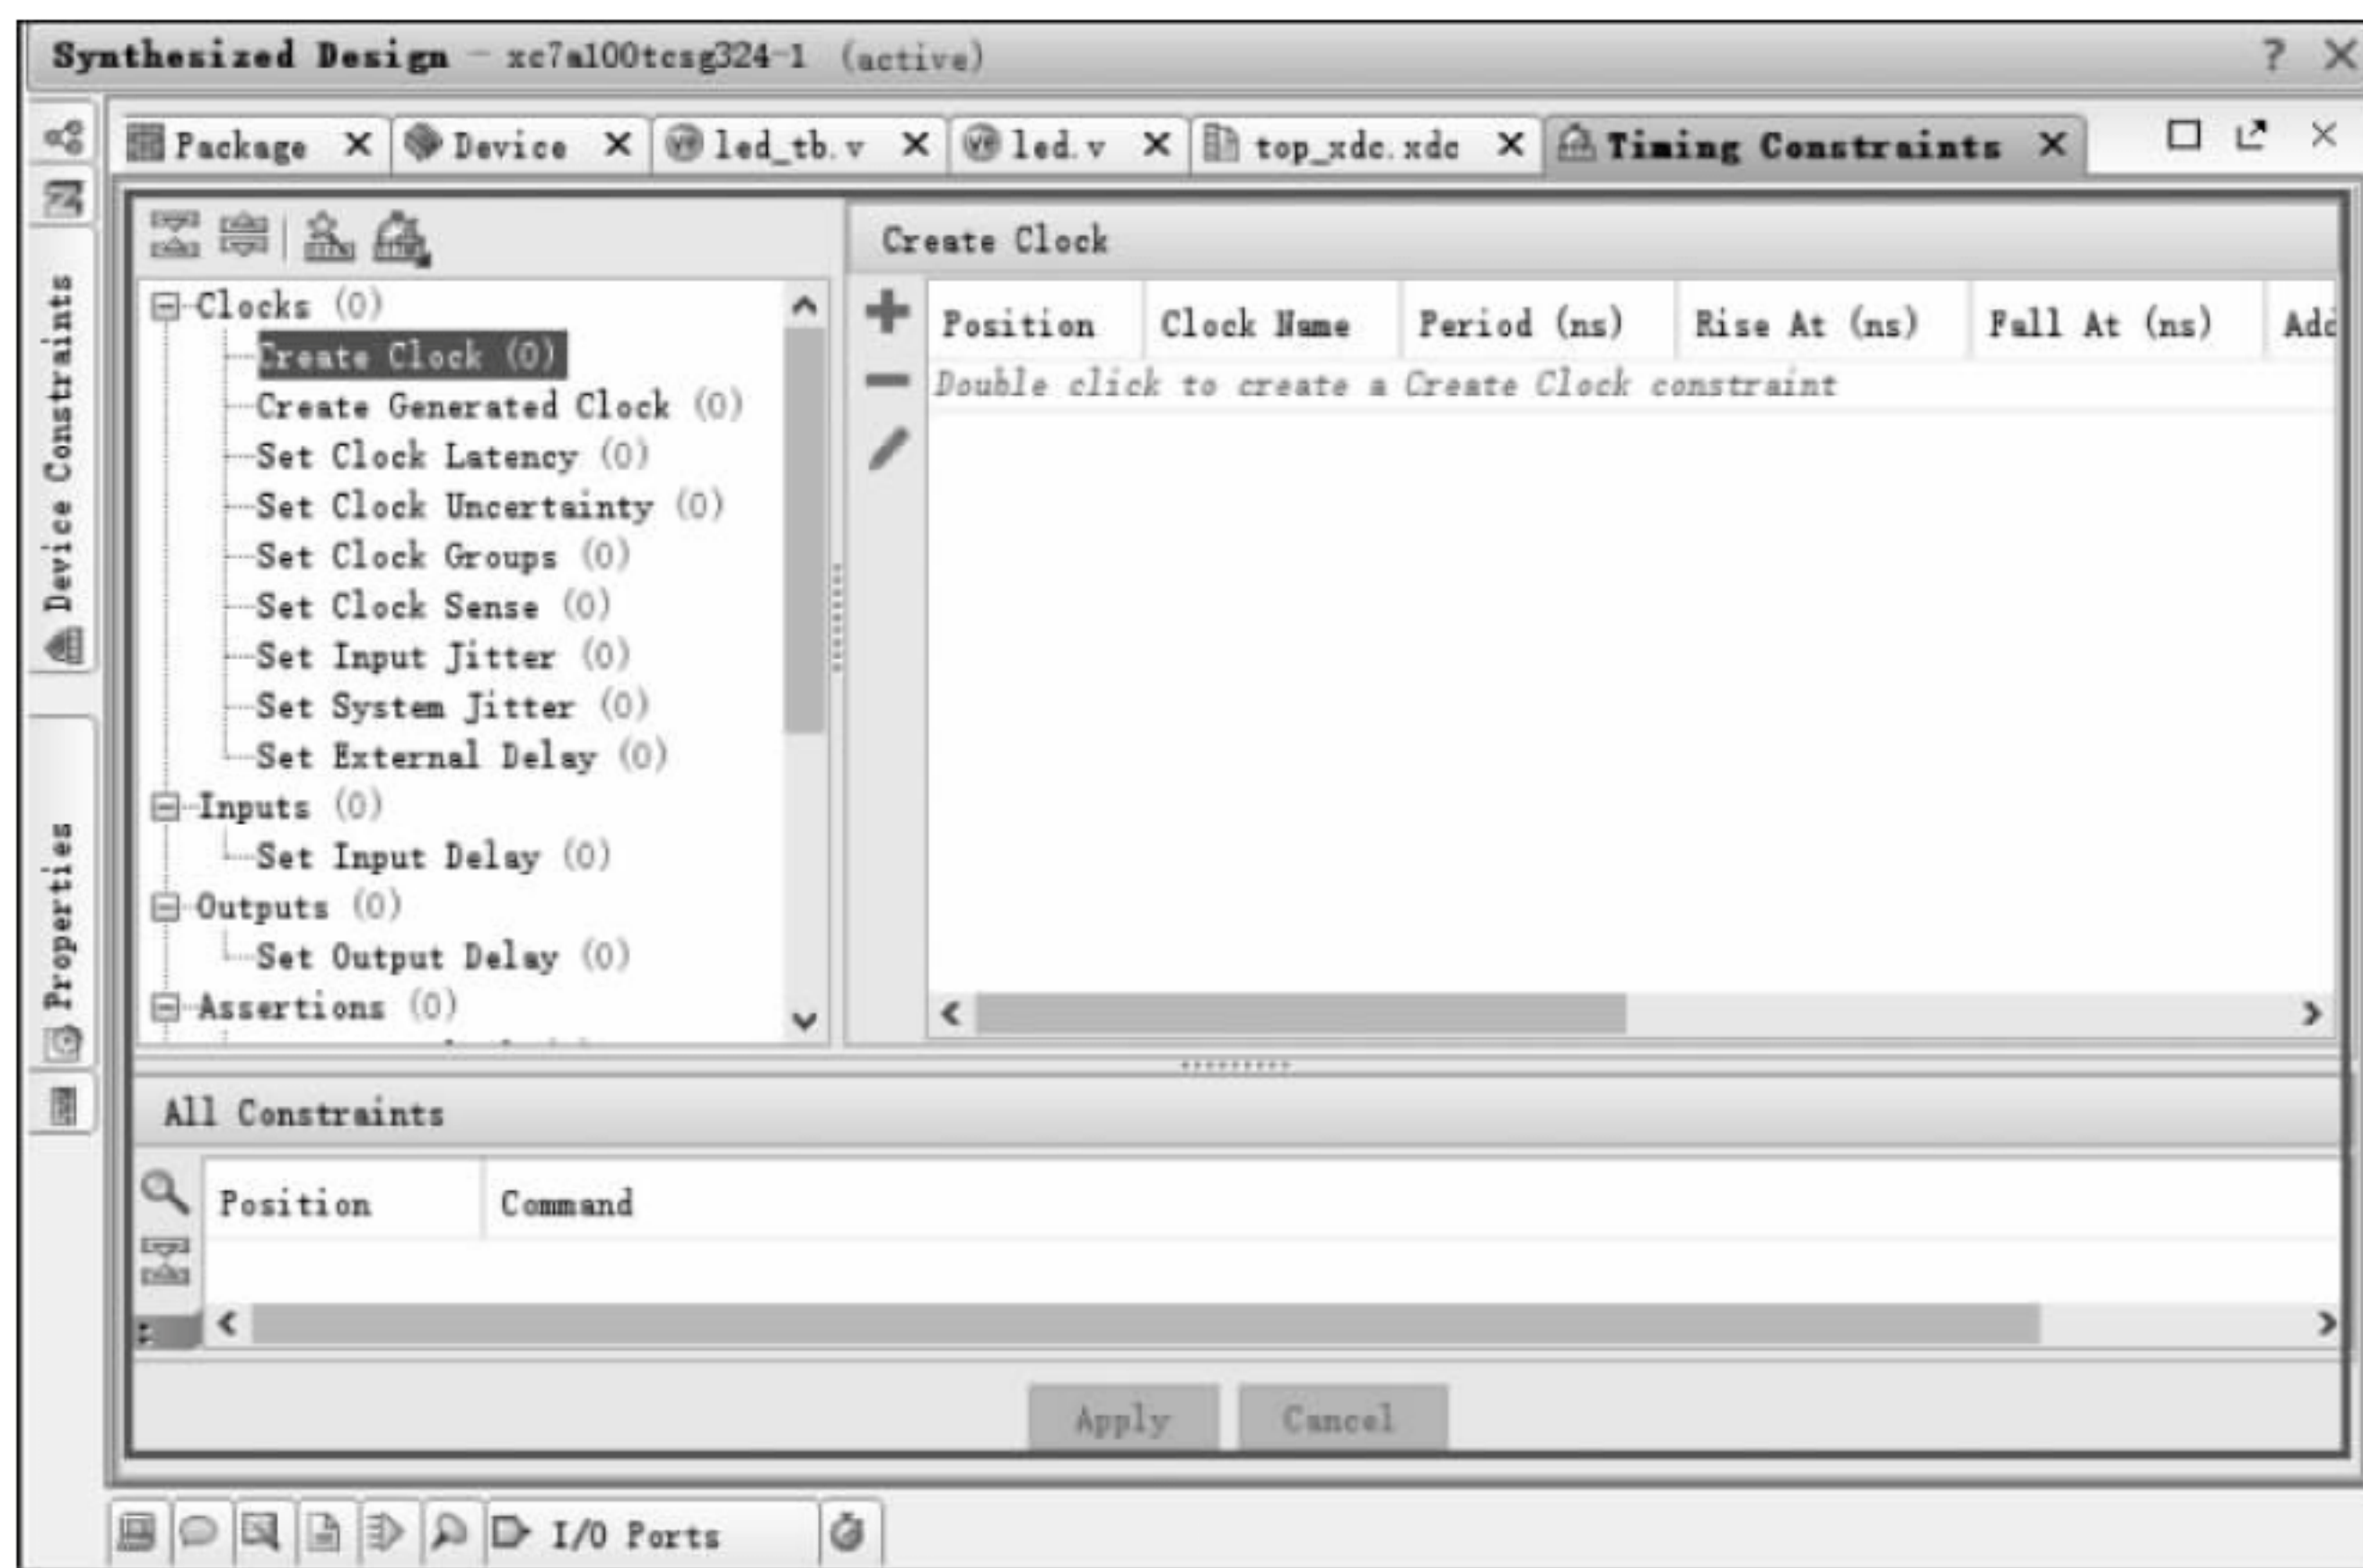 Synthesized Design - xc7a100tcsg324-1 (active)
Package
Device
led_tb.v
led.v
top_xdc.xdc
Timing Constraints
Device Constraints
Properties
Clocks (0)
Create Clock (0)
Create Generated Clock (0)
Set Clock Latency (0)
Set Clock Uncertainty (0)
Set Clock Groups (0)
Set Clock Sense (0)
Set Input Jitter (0)
Set System Jitter (0)
Set External Delay (0)
Inputs (0)
Set Input Delay (0)
Outputs (0)
Set Output Delay (0)
Assertions (0)
Create Clock
Position Clock Name Period (ns) Rise At (ns) Fall At (ns) Add
Double click to create a Create Clock constraint
All Constraints
Position Command
Apply Cancel
I/O Ports